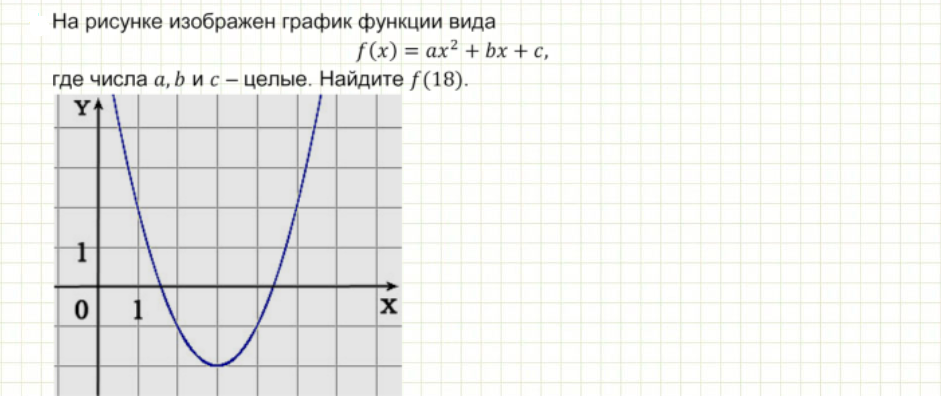 На рисунке изображен график функции вида
f(x) = ax² + bx + c,
где числа a, b и c – целые. Найдите f(18).
Y
1
0 1 X